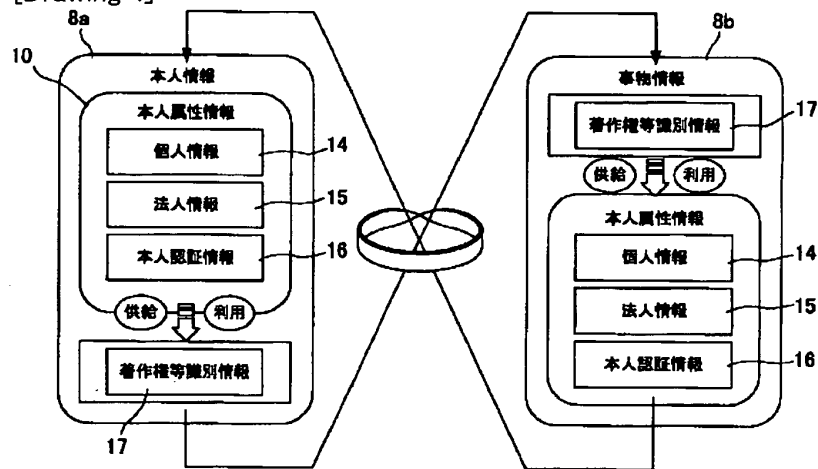 8a
10
本人情報
本人属性情報
個人情報
14
法人情報
15
本人認証情報
16
供給
利用
著作権等識別情報
17
8b
事物情報
著作権等識別情報
17
供給
利用
本人属性情報
個人情報
14
法人情報
15
本人認証情報
16